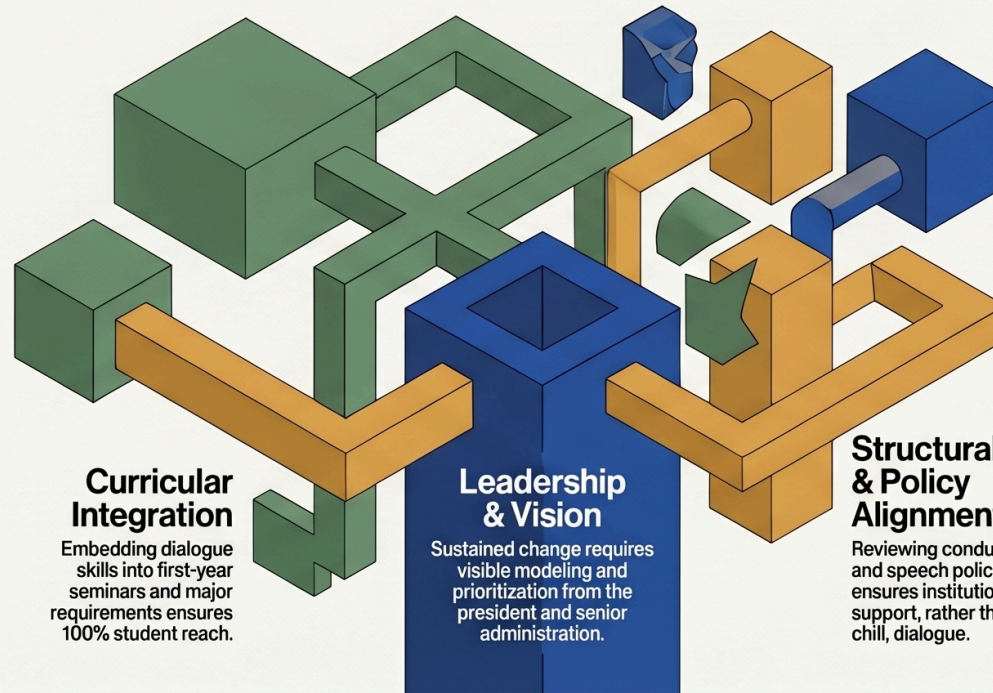 Curricular
Integration
Embedding dialogue
skills into first-year
seminars and major
requirements ensures
100% student reach.
Leadership
& Vision
Sustained change requires
visible modeling and
prioritization from the
president and senior
administration.
Structural
& Policy
Alignmen
Reviewing condu
and speech polic
ensures institutio
support, rather th
chill, dialogue.